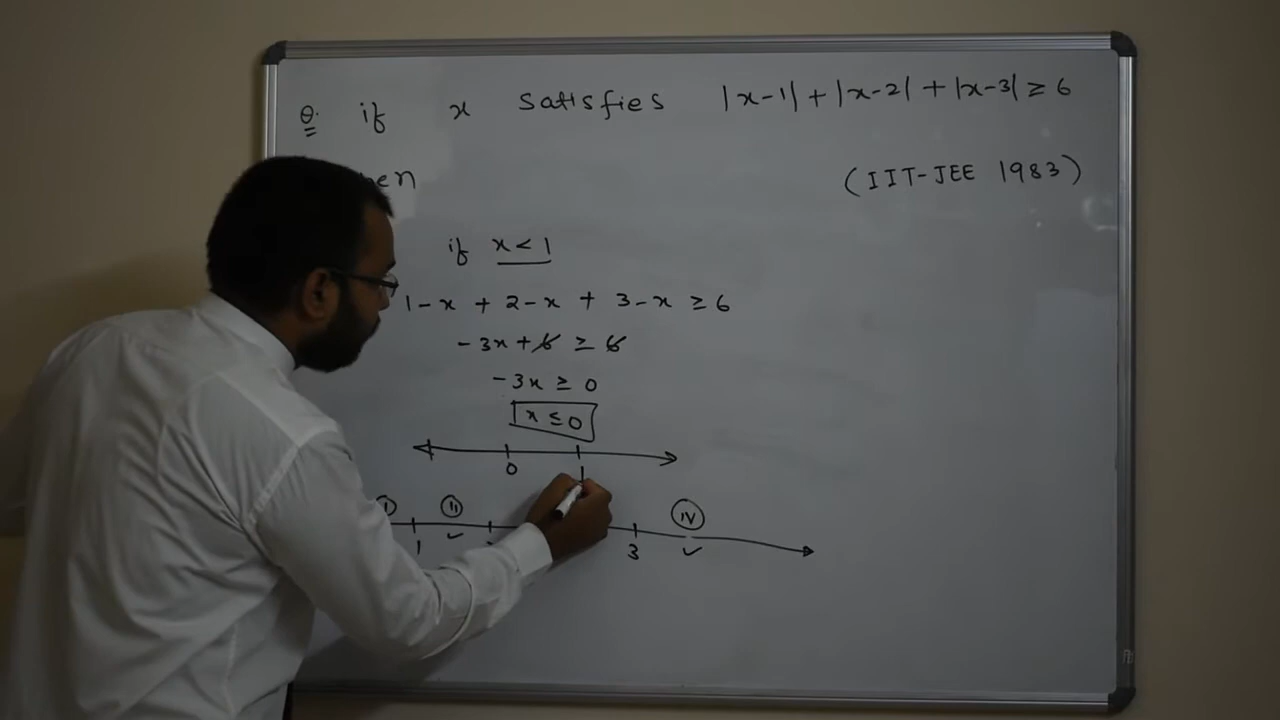 Q. if x satisfies |x-1| + |x-2| + |x-3| ≥ 6
(IIT-JEE 1983)
if x < 1
1-x + 2-x + 3-x ≥ 6
-3x + 6 ≥ 6
-3x ≥ 0
x ≤ 0
0 1
II IV
1 3